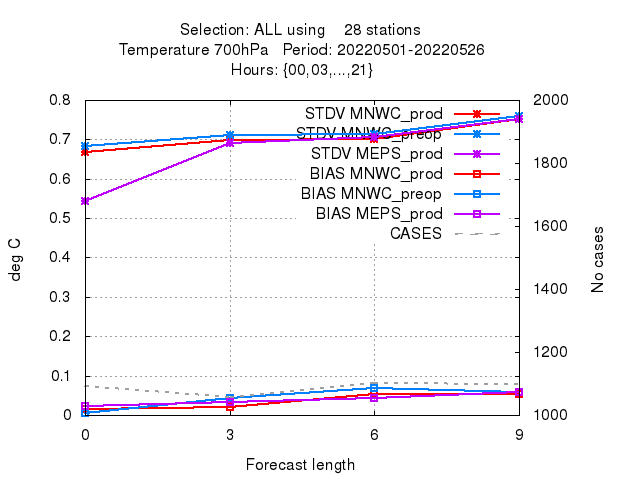 Selection: ALL using    28 stations
Temperature 700hPa   Period: 20220501-20220526
Hours: {00,03,...,21}
0.8
0.7
0.6
0.5
0.4
0.3
0.2
0.1
0
deg C
STDV MNWC_prod
STDV MNWC_preop
STDV MEPS_prod
BIAS MNWC_prod
BIAS MNWC_preop
BIAS MEPS_prod
CASES
2000
1800
1600
1400
1200
1000
No cases
0
3
6
9
Forecast length